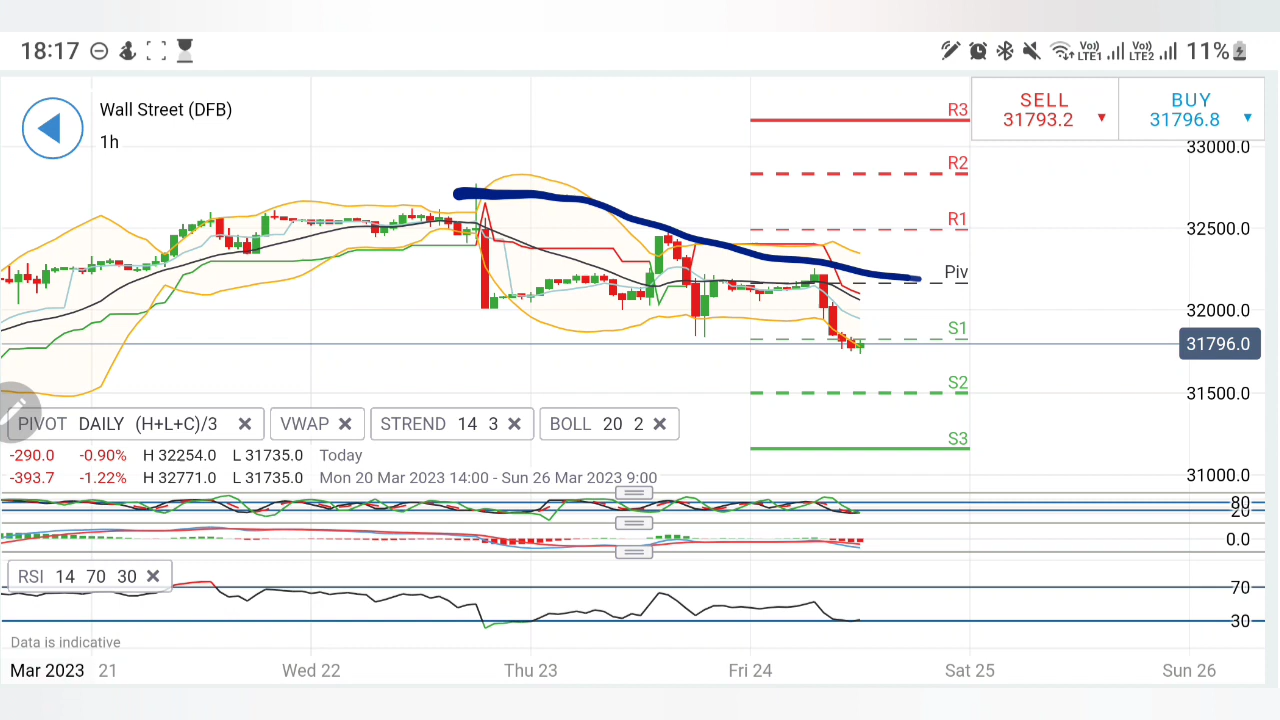 18:17
Vo) LTE1 Vo) LTE2 11%
Wall Street (DFB)
1h
SELL
31793.2
BUY
31796.8
R3
33000.0
R2
R1
32500.0
Piv
32000.0
S1
31796.0
S2
31500.0
PIVOT DAILY (H+L+C)/3 VWAP STREND 14 3 BOLL 20 2
S3
-290.0 -0.90% H 32254.0 L 31735.0 Today
-393.7 -1.22% H 32771.0 L 31735.0 Mon 20 Mar 2023 14:00 - Sun 26 Mar 2023 9:00
31000.0
80
20
0.0
RSI 14 70 30
70
30
Data is indicative
Mar 2023 21 Wed 22 Thu 23 Fri 24 Sat 25 Sun 26